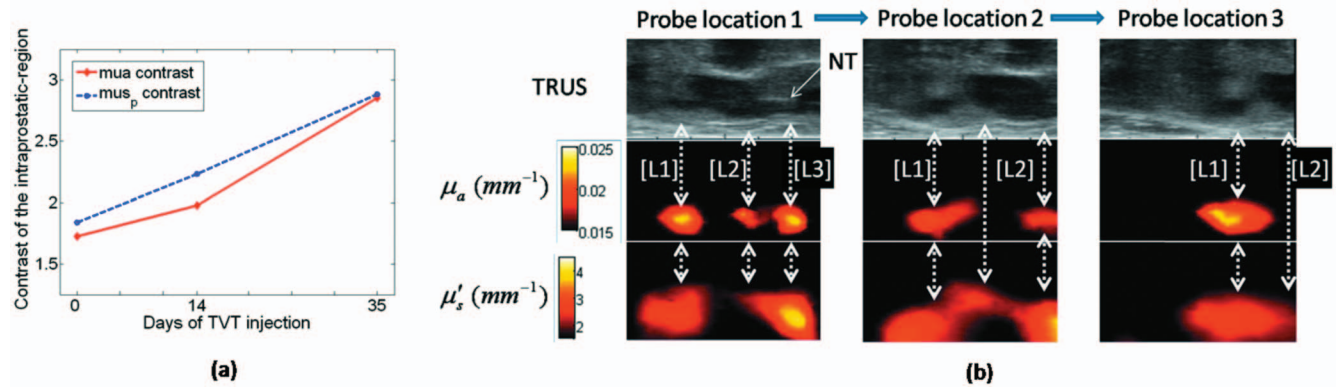 Contrast of the intraprostatic-region
3
2.5
2
1.5
mua contrast
mus_p contrast
0 14 35
Days of TVT injection
(a)
Probe location 1
Probe location 2
Probe location 3
TRUS
NT
μa (mm⁻¹)
0.025
0.02
0.015
[L1] [L2] [L3]
[L1] [L2]
[L1] [L2]
μ's (mm⁻¹)
4
3
2
(b)